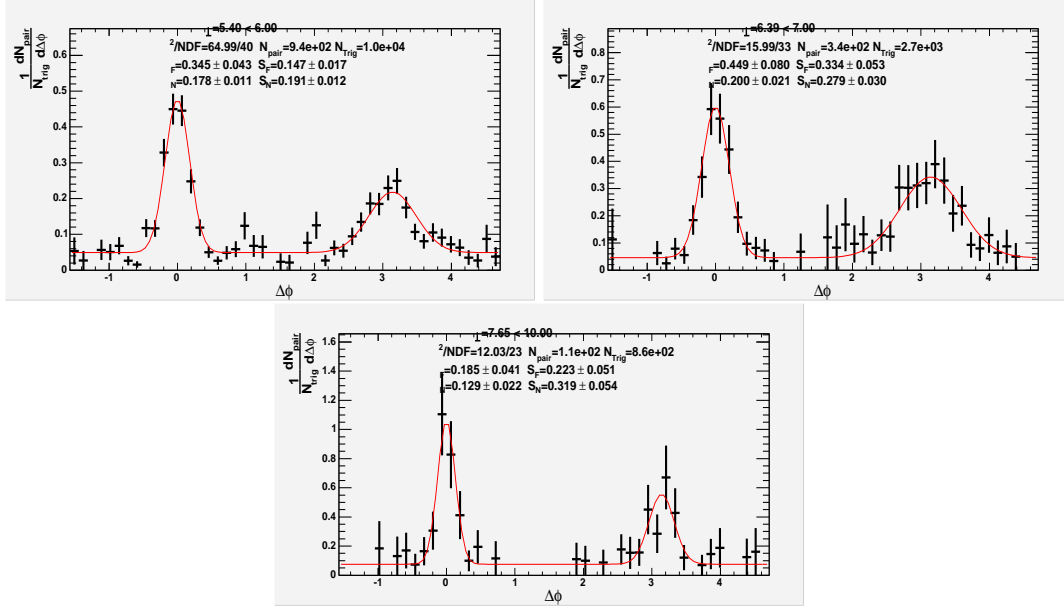 ⊥=5.40 < 6.00
²/NDF=64.99/40 N_pair=9.4e+02 N_Trig=1.0e+04
F=0.345 ± 0.043 S_F=0.147 ± 0.017
N=0.178 ± 0.011 S_N=0.191 ± 0.012
1 dN_pair
N_trig dΔϕ
0.6
0.5
0.4
0.3
0.2
0.1
0
-1 0 1 2 3 4
Δϕ
⊥=6.39 < 7.00
²/NDF=15.99/33 N_pair=3.4e+02 N_Trig=2.7e+03
F=0.449 ± 0.080 S_F=0.334 ± 0.053
N=0.200 ± 0.021 S_N=0.279 ± 0.030
1 dN_pair
N_trig dΔϕ
0.8
0.7
0.6
0.5
0.4
0.3
0.2
0.1
0
-1 0 1 2 3 4
Δϕ
⊥=7.65 < 10.00
²/NDF=12.03/23 N_pair=1.1e+02 N_Trig=8.6e+02
=0.185 ± 0.041 S_F=0.223 ± 0.051
N=0.129 ± 0.022 S_N=0.319 ± 0.054
1 dN_pair
N_trig dΔϕ
1.6
1.4
1.2
1
0.8
0.6
0.4
0.2
0
-1 0 1 2 3 4
Δϕ